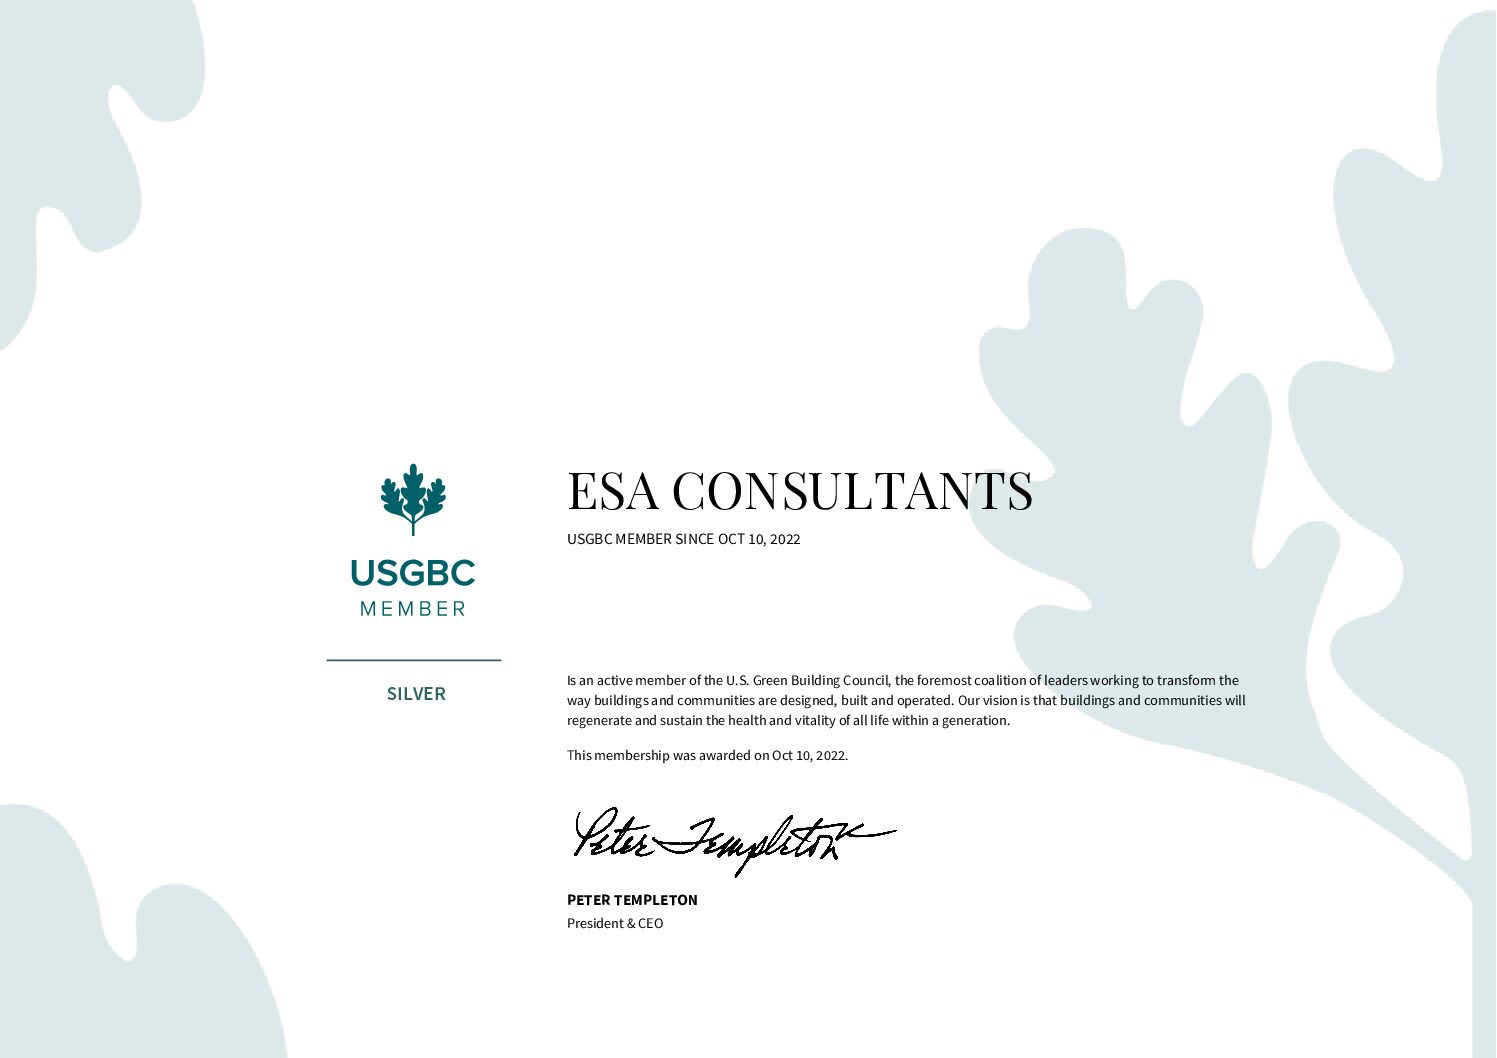 USGBC
MEMBER
SILVER
ESA CONSULTANTS
USGBC MEMBER SINCE OCT 10, 2022
Is an active member of the U.S. Green Building Council, the foremost coalition of leaders working to transform the
way buildings and communities are designed, built and operated. Our vision is that buildings and communities will
regenerate and sustain the health and vitality of all life within a generation.
This membership was awarded on Oct 10, 2022.
Peter Templeton
PETER TEMPLETON
President & CEO